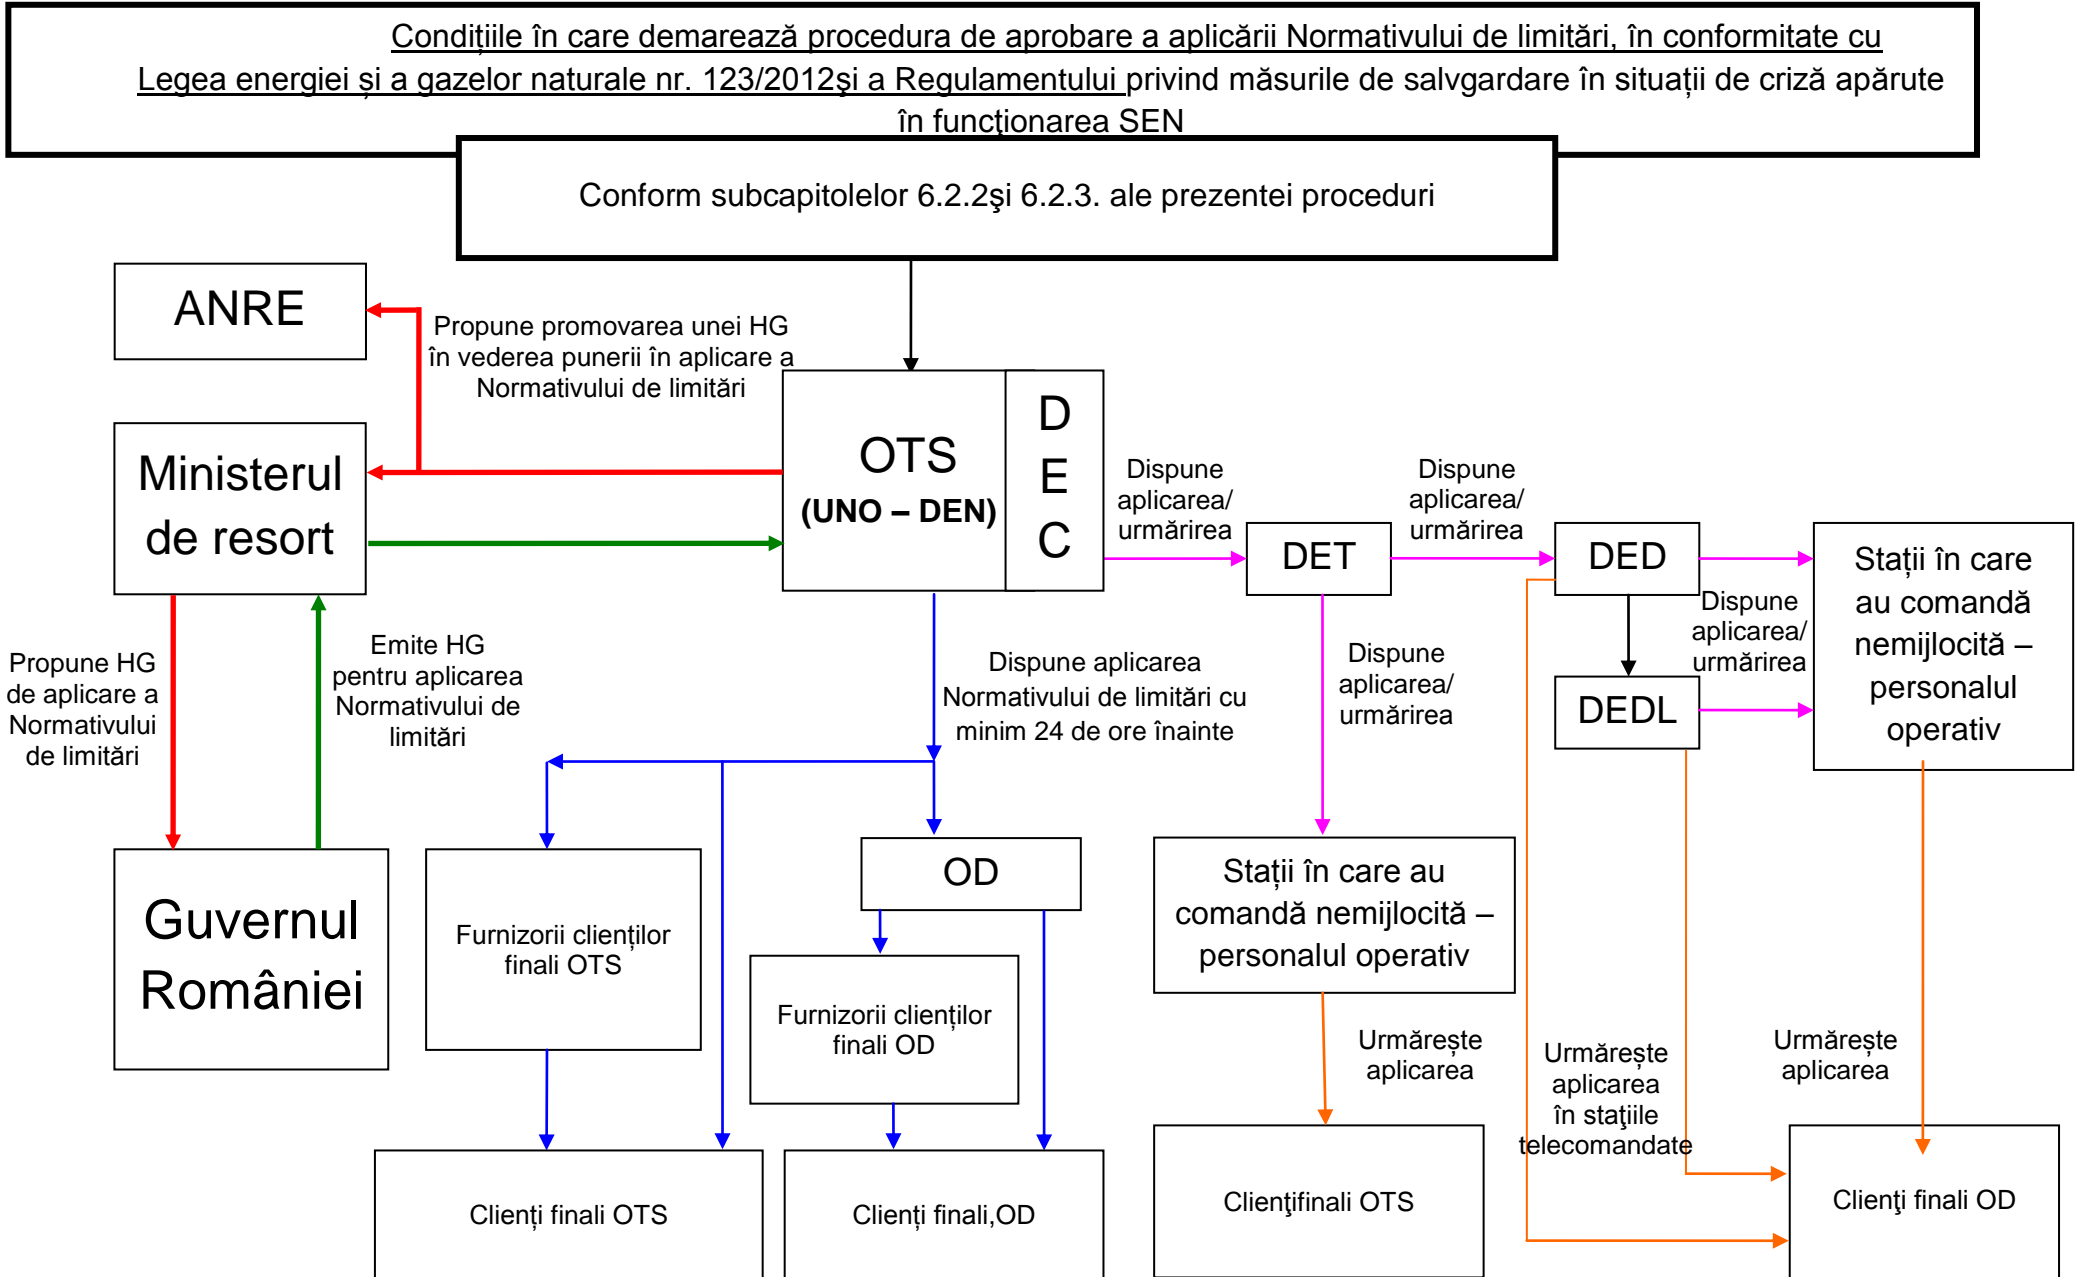 Condițiile în care demarează procedura de aprobare a aplicării Normativului de limitări, în conformitate cu
Legea energiei și a gazelor naturale nr. 123/2012şi a Regulamentului privind măsurile de salvgardare în situații de criză apărute
în funcţionarea SEN
Conform subcapitolelor 6.2.2şi 6.2.3. ale prezentei proceduri
ANRE
Propune promovarea unei HG
în vederea punerii în aplicare a
Normativului de limitări
Ministerul
de resort
OTS
(UNO – DEN)
D
E
C
Dispune
aplicarea/
urmărirea
DET
Dispune
aplicarea/
urmărirea
DED
Stații în care
au comandă
nemijlocită –
personalul
operativ
Dispune
aplicarea/
urmărirea
DEDL
Propune HG
de aplicare a
Normativului
de limitări
Emite HG
pentru aplicarea
Normativului de
limitări
Dispune aplicarea
Normativului de limitări cu
minim 24 de ore înainte
Dispune
aplicarea/
urmărirea
Guvernul
României
Furnizorii clienților
finali OTS
OD
Furnizorii clienților
finali OD
Stații în care au
comandă nemijlocită –
personalul operativ
Urmărește
aplicarea
Urmărește
aplicarea
în staţiile
telecomandate
Urmărește
aplicarea
Clienți finali OTS
Clienți finali,OD
Clienţifinali OTS
Clienţi finali OD